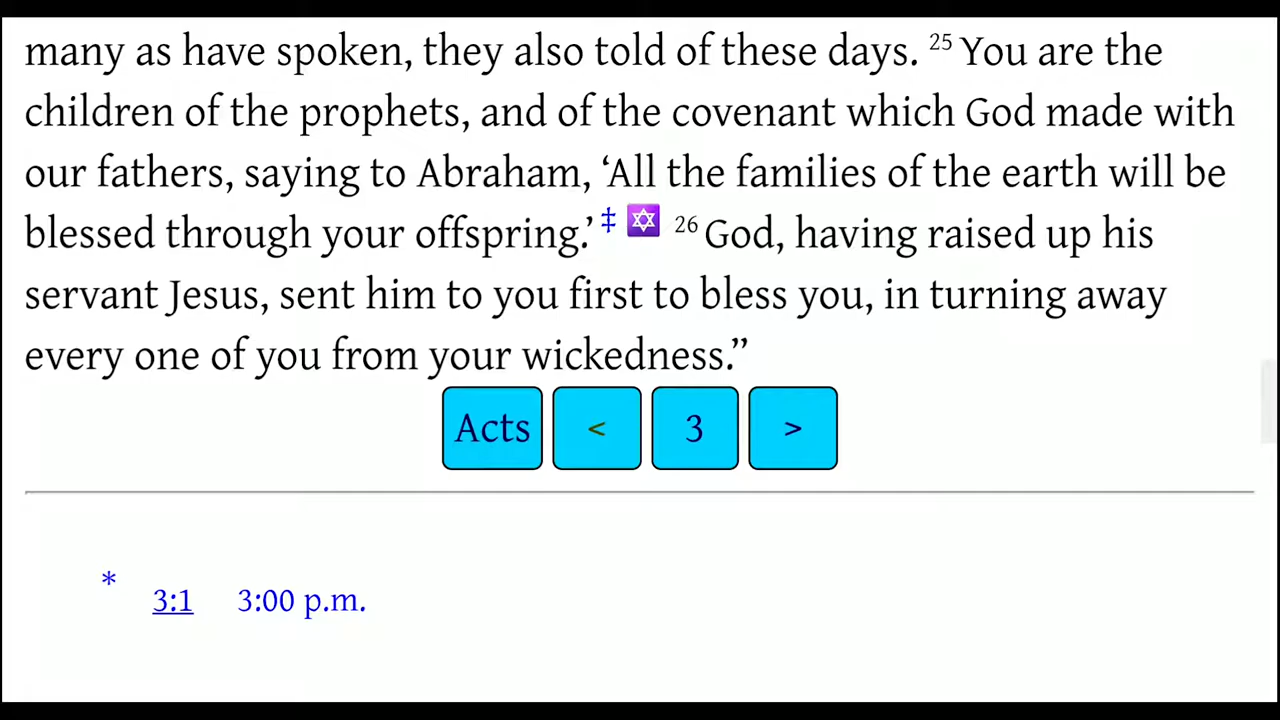 many as have spoken, they also told of these days. 25 You are the
children of the prophets, and of the covenant which God made with
our fathers, saying to Abraham, ‘All the families of the earth will be
blessed through your offspring.’ ‡ ✡ 26 God, having raised up his
servant Jesus, sent him to you first to bless you, in turning away
every one of you from your wickedness.”
Acts < 3 >
* 3:1 3:00 p.m.